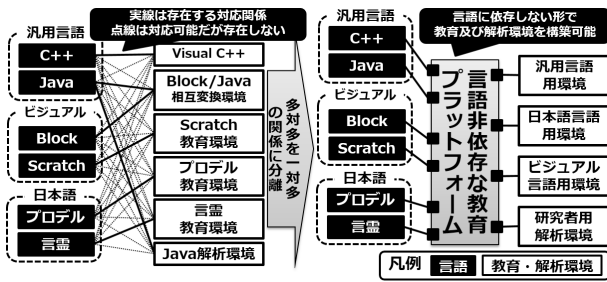 汎用言語
C++
Java
ビジュアル
Block
Scratch
日本語
プロデル
言霊
実線は存在する対応関係
点線は対応可能だが存在しない
Visual C++
Block/Java
相互変換環境
Scratch
教育環境
プロデル
教育環境
言霊
教育環境
Java解析環境
多対多を一対多
の関係に分離
汎用言語
C++
Java
ビジュアル
Block
Scratch
日本語
プロデル
言霊
言語に依存しない形で
教育及び解析環境を構築可能
言語非依存な教育
プラットフォーム
汎用言語
用環境
日本語言語
用環境
ビジュアル
言語用環境
研究者用
解析環境
凡例
言語
教育・解析環境